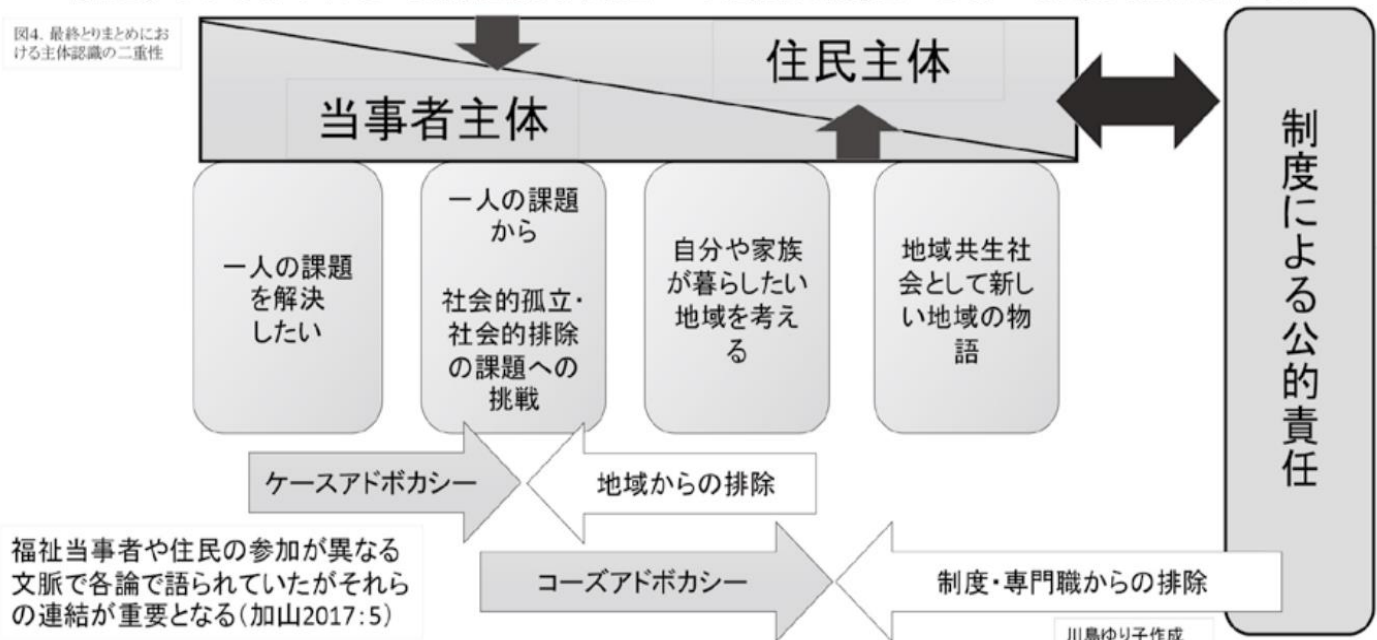 図4. 最終とりまとめにお
ける主体認識の二重性
当事者主体
住民主体
一人の課題
を解決
したい
一人の課題
から
社会的孤立・
社会的排除
の課題への
挑戦
自分や家族
が暮らしたい
地域を考え
る
地域共生社
会として新し
い地域の物
語
制度による公的責任
ケースアドボカシー
地域からの排除
コーズアドボカシー
制度・専門職からの排除
福祉当事者や住民の参加が異なる
文脈で各論で語られていたがそれら
の連結が重要となる(加山2017:5)
川島ゆり子作成